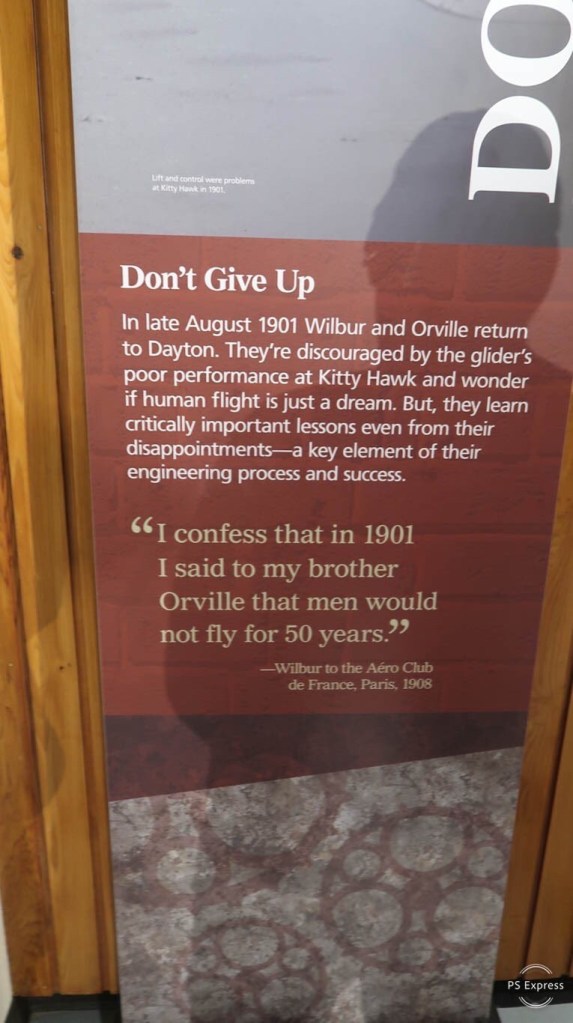 DO
Lift and control were problems
at Kitty Hawk in 1901.
Don't Give Up
In late August 1901 Wilbur and Orville return
to Dayton. They're discouraged by the glider's
poor performance at Kitty Hawk and wonder
if human flight is just a dream. But, they learn
critically important lessons even from their
disappointments—a key element of their
engineering process and success.
“I confess that in 1901
I said to my brother
Orville that men would
not fly for 50 years.”
—Wilbur to the Aéro Club
de France, Paris, 1908
PS Express